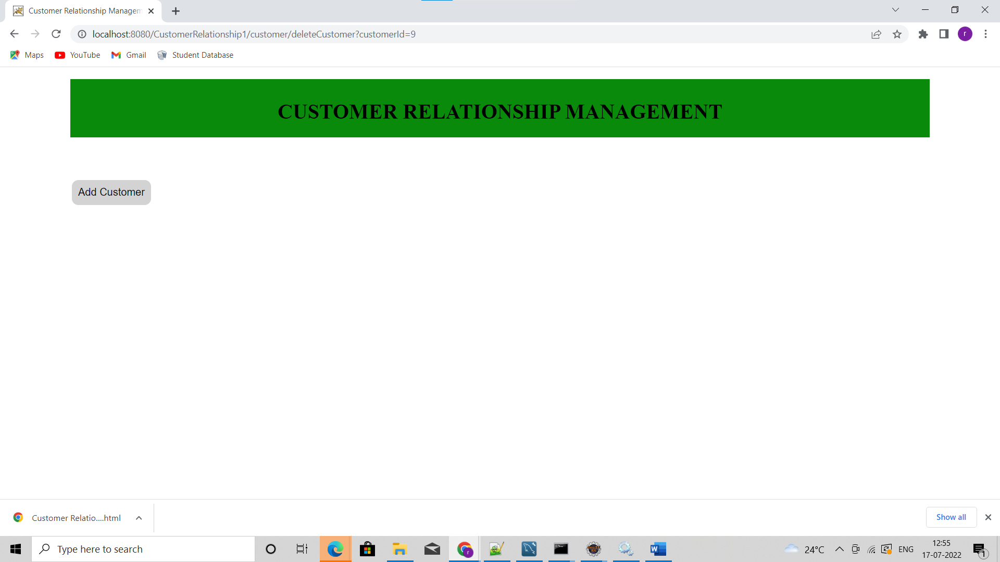 Customer Relationship Managem
localhost:8080/CustomerRelationship1/customer/deleteCustomer?customerId=9
r
Maps
YouTube
Gmail
Student Database
CUSTOMER RELATIONSHIP MANAGEMENT
Add Customer
Customer Relatio....html
Show all
Type here to search
24°C
ENG
12:55
17-07-2022
1